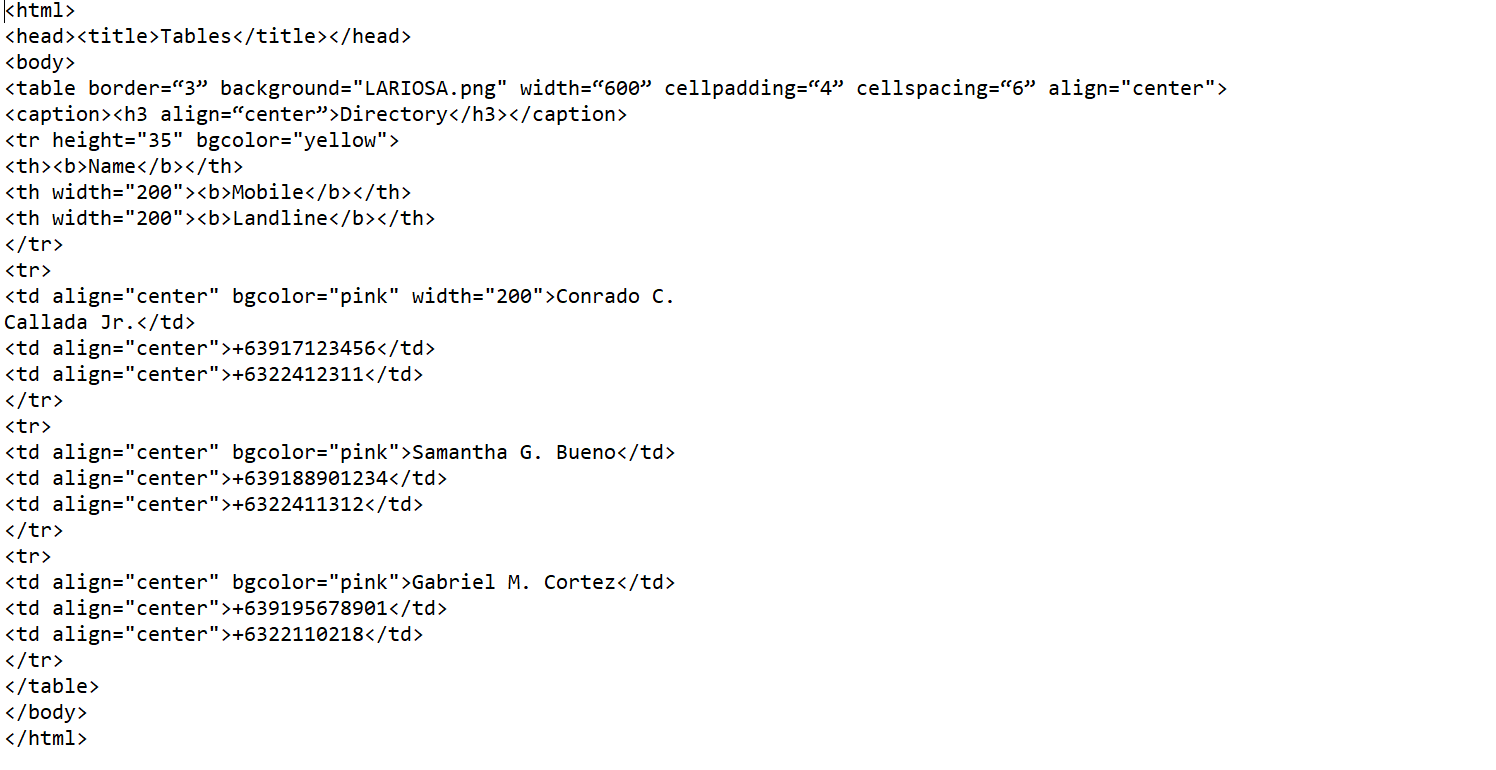 <html>
<head><title>Tables</title></head>
<body>
<table border=“3” background="LARIOSA.png" width=“600” cellpadding=“4” cellspacing=“6” align="center">
<caption><h3 align=“center”>Directory</h3></caption>
<tr height="35" bgcolor="yellow">
<th><b>Name</b></th>
<th width="200"><b>Mobile</b></th>
<th width="200"><b>Landline</b></th>
</tr>
<tr>
<td align="center" bgcolor="pink" width="200">Conrado C.
Callada Jr.</td>
<td align="center">+63917123456</td>
<td align="center">+6322412311</td>
</tr>
<tr>
<td align="center" bgcolor="pink">Samantha G. Bueno</td>
<td align="center">+639188901234</td>
<td align="center">+6322411312</td>
</tr>
<tr>
<td align="center" bgcolor="pink">Gabriel M. Cortez</td>
<td align="center">+639195678901</td>
<td align="center">+6322110218</td>
</tr>
</table>
</body>
</html>